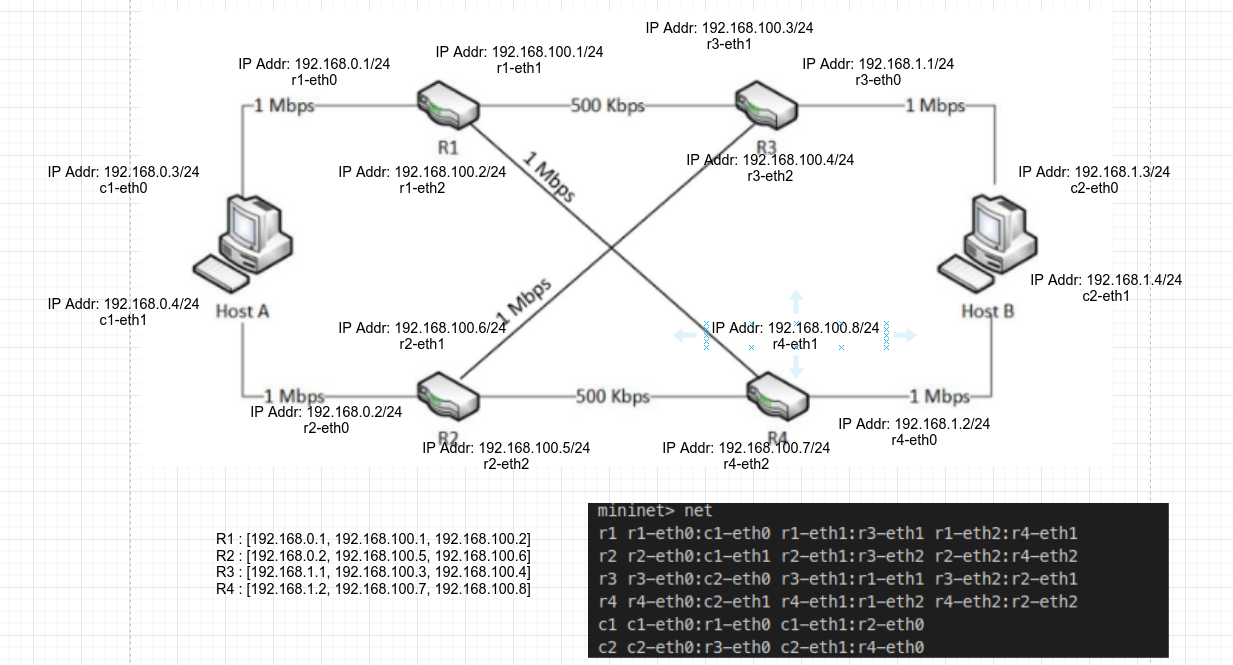 IP Addr: 192.168.100.3/24
r3-eth1
IP Addr: 192.168.100.1/24
r1-eth1
IP Addr: 192.168.0.1/24
r1-eth0
IP Addr: 192.168.1.1/24
r3-eth0
1 Mbps
500 Kbps
1 Mbps
R1
R3
IP Addr: 192.168.0.3/24
c1-eth0
IP Addr: 192.168.100.2/24
r1-eth2
1 Mbps
IP Addr: 192.168.100.4/24
r3-eth2
IP Addr: 192.168.1.3/24
c2-eth0
IP Addr: 192.168.0.4/24
c1-eth1
Host A
1 Mbps
IP Addr: 192.168.1.4/24
c2-eth1
Host B
IP Addr: 192.168.100.6/24
r2-eth1
IP Addr: 192.168.100.8/24
r4-eth1
1 Mbps
500 Kbps
1 Mbps
IP Addr: 192.168.0.2/24
r2-eth0
IP Addr: 192.168.1.2/24
r4-eth0
R2
R4
IP Addr: 192.168.100.5/24
r2-eth2
IP Addr: 192.168.100.7/24
r4-eth2
R1 : [192.168.0.1, 192.168.100.1, 192.168.100.2]
R2 : [192.168.0.2, 192.168.100.5, 192.168.100.6]
R3 : [192.168.1.1, 192.168.100.3, 192.168.100.4]
R4 : [192.168.1.2, 192.168.100.7, 192.168.100.8]
mininet> net
r1 r1-eth0:c1-eth0 r1-eth1:r3-eth1 r1-eth2:r4-eth1
r2 r2-eth0:c1-eth1 r2-eth1:r3-eth2 r2-eth2:r4-eth2
r3 r3-eth0:c2-eth0 r3-eth1:r1-eth1 r3-eth2:r2-eth1
r4 r4-eth0:c2-eth1 r4-eth1:r1-eth2 r4-eth2:r2-eth2
c1 c1-eth0:r1-eth0 c1-eth1:r2-eth0
c2 c2-eth0:r3-eth0 c2-eth1:r4-eth0